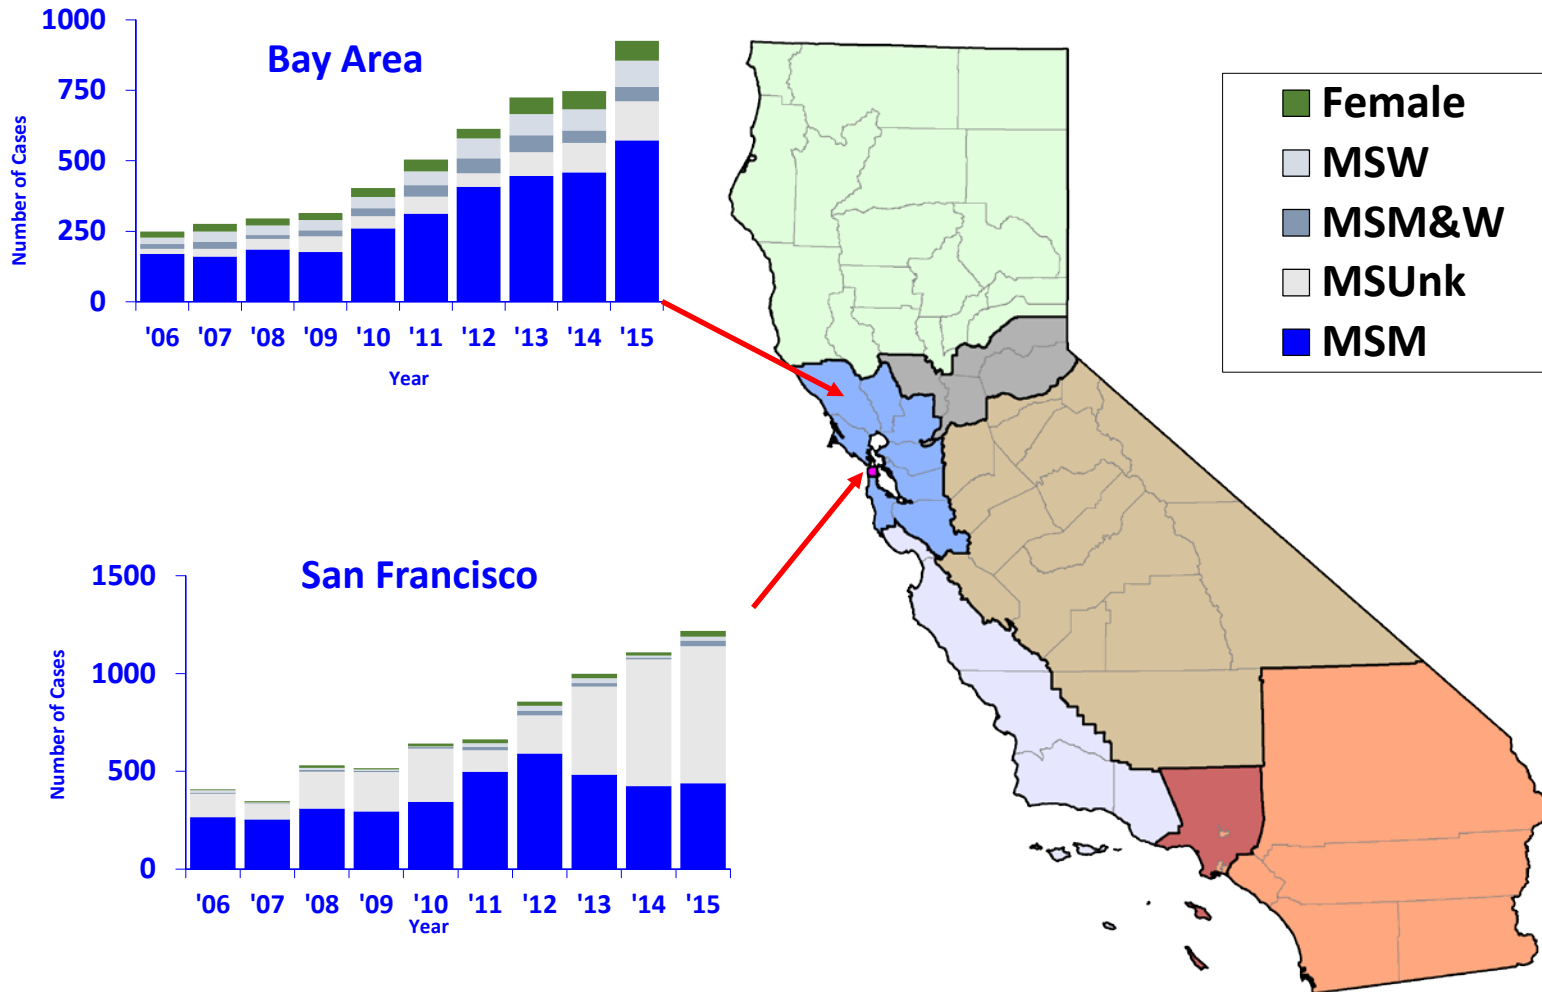 Bay Area
Number of Cases
1000
750
500
250
0
'06 '07 '08 '09 '10 '11 '12 '13 '14 '15
Year
Female
MSW
MSM&W
MSUnk
MSM
San Francisco
Number of Cases
1500
1000
500
0
'06 '07 '08 '09 '10 '11 '12 '13 '14 '15
Year